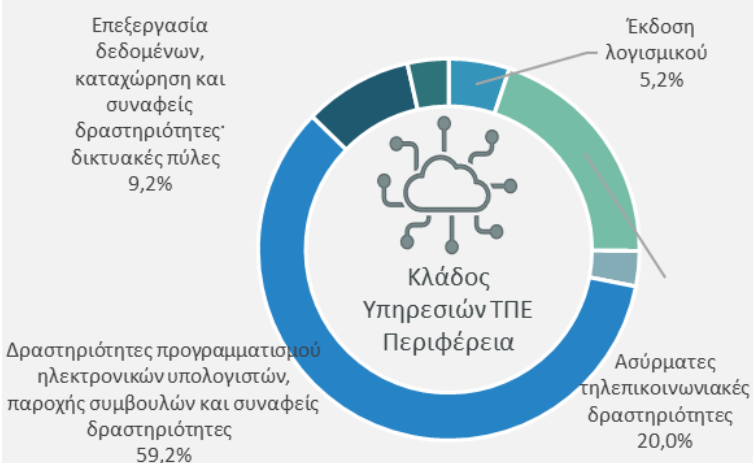 Επεξεργασία
δεδομένων,
καταχώρηση και
συναφείς
δραστηριότητες·
δικτυακές πύλες
9,2%
Έκδοση
λογισμικού
5,2%
Κλάδος
Υπηρεσιών ΤΠΕ
Περιφέρεια
Δραστηριότητες προγραμματισμού
ηλεκτρονικών υπολογιστών,
παροχής συμβουλών και συναφείς
δραστηριότητες
59,2%
Ασύρματες
τηλεπικοινωνιακές
δραστηριότητες
20,0%